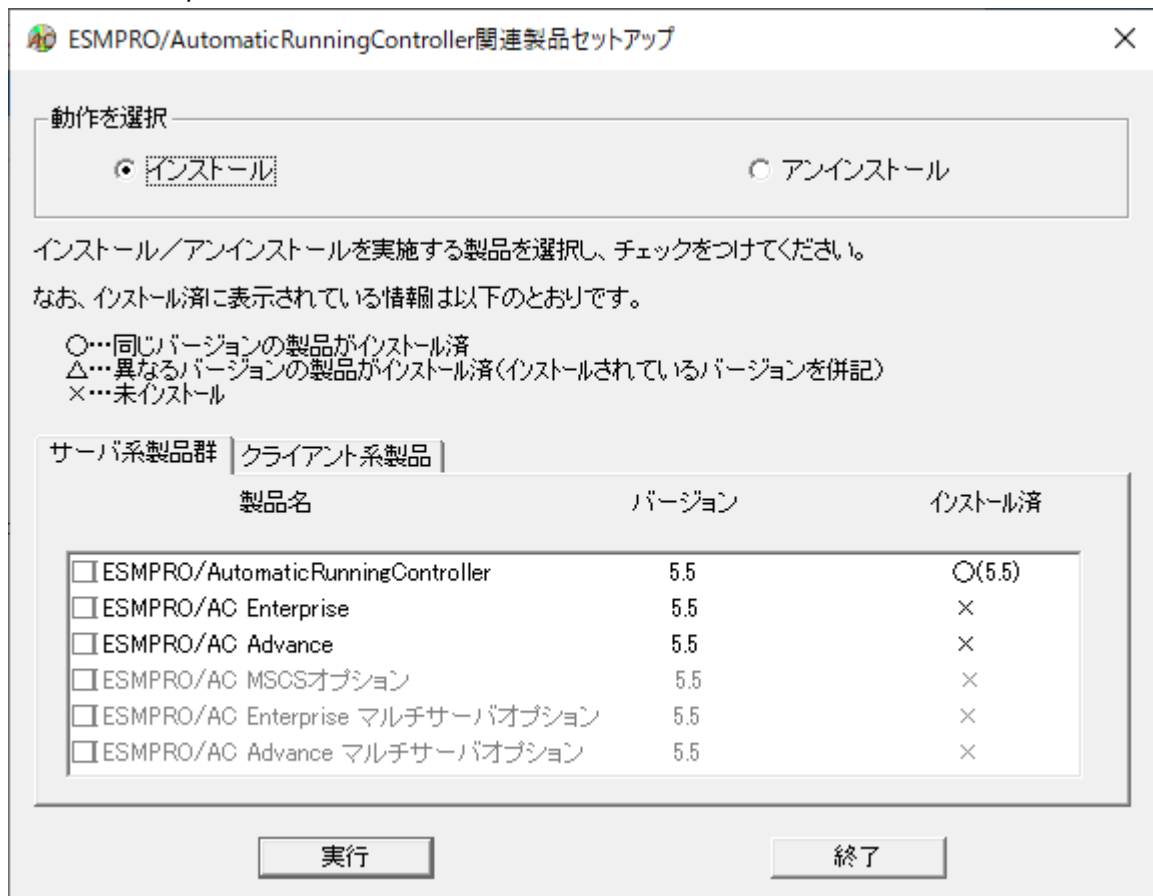 ESMPRO/AutomaticRunningController関連製品セットアップ
動作を選択
インストール
アンインストール
インストール／アンインストールを実施する製品を選択し、チェックをつけてください。
なお、インストール済に表示されている情報は以下のとおりです。
○…同じバージョンの製品がインストール済
△…異なるバージョンの製品がインストール済(インストールされているバージョンを併記)
×…未インストール
サーバ系製品群 クライアント系製品
製品名 バージョン インストール済
ESMPRO/AutomaticRunningController 5.5 ○(5.5)
ESMPRO/AC Enterprise 5.5 ×
ESMPRO/AC Advance 5.5 ×
ESMPRO/AC MSCSオプション 5.5 ×
ESMPRO/AC Enterprise マルチサーバオプション 5.5 ×
ESMPRO/AC Advance マルチサーバオプション 5.5 ×
実行 終了